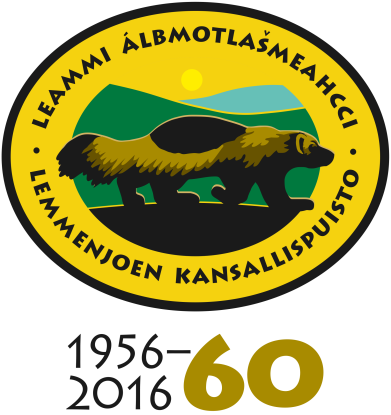 LEAMMI ÁLBMOTLAŠMEAHCCI
· LEMMENJOEN KANSALLISPUISTO ·
1956–
2016
60